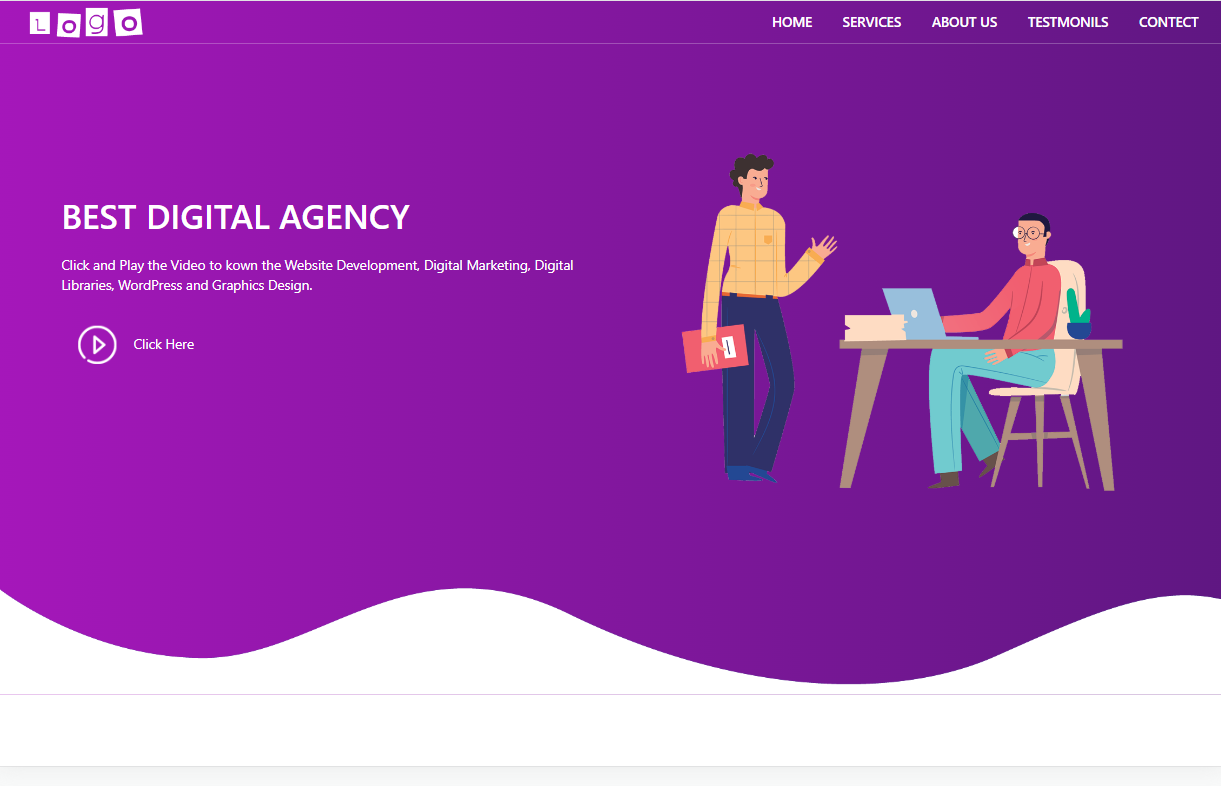 Logo
HOME SERVICES ABOUT US TESTMONILS CONTECT
BEST DIGITAL AGENCY
Click and Play the Video to kown the Website Development, Digital Marketing, Digital
Libraries, WordPress and Graphics Design.
Click Here